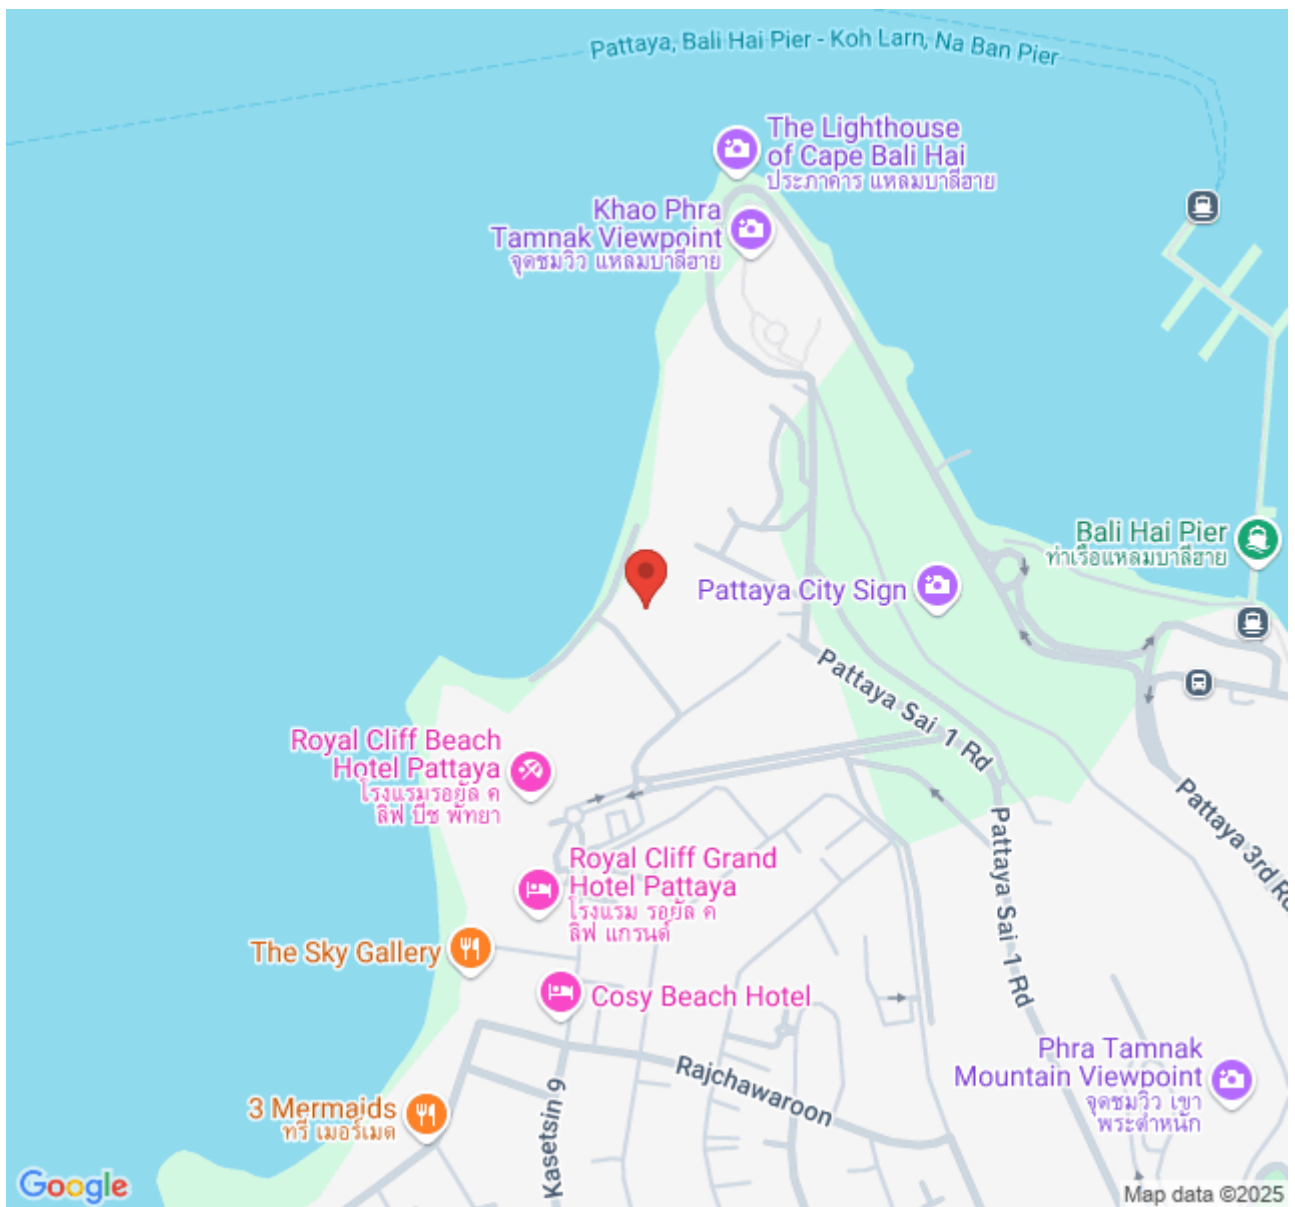 Pattaya, Bali Hai Pier - Koh Larn, Na Ban Pier
The Lighthouse
of Cape Bali Hai
ประภาคาร แหลมบาลีฮาย
Khao Phra
Tamnak Viewpoint
จุดชมวิว แหลมบาลีฮาย
Bali Hai Pier
ท่าเรือแหลมบาลีฮาย
Pattaya City Sign
Pattaya Sai 1 Rd
Royal Cliff Beach
Hotel Pattaya
โรงแรมรอยัล ค
ลิฟ บีช พัทยา
Pattaya 3rd Rd
Pattaya Sai 1 Rd
Royal Cliff Grand
Hotel Pattaya
โรงแรม รอยัล ค
ลิฟ แกรนด์
The Sky Gallery
Cosy Beach Hotel
Rajchawaroon
Phra Tamnak
Mountain Viewpoint
จุดชมวิว เขา
พระตำหนัก
3 Mermaids
ทรี เมอร์เมด
Kasetsin 9
Google
Map data ©2025